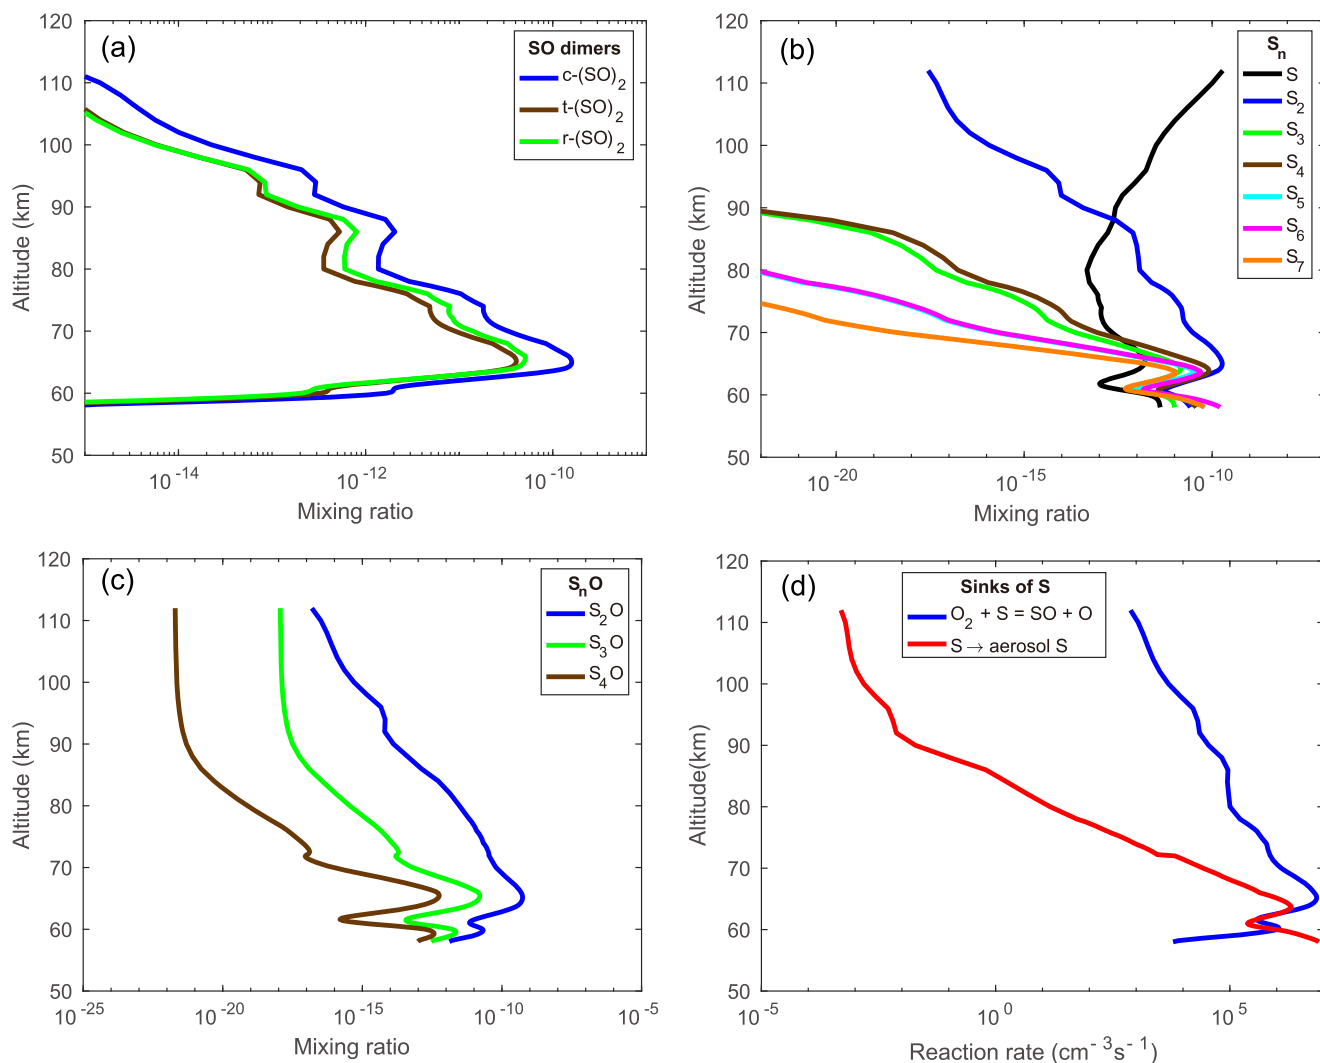 (a)
SO dimers
c-(SO)2
t-(SO)2
r-(SO)2
120
110
100
90
80
70
60
50
Altitude (km)
10-14
10-12
10-10
Mixing ratio
(b)
Sn
S
S2
S3
S4
S5
S6
S7
120
110
100
90
80
70
60
50
Altitude (km)
10-20
10-15
10-10
Mixing ratio
(c)
SnO
S2O
S3O
S4O
120
110
100
90
80
70
60
50
Altitude (km)
10-25
10-20
10-15
10-10
10-5
Mixing ratio
(d)
Sinks of S
O2 + S = SO + O
S → aerosol S
120
110
100
90
80
70
60
50
Altitude(km)
10-5
100
105
Reaction rate (cm-3s-1)